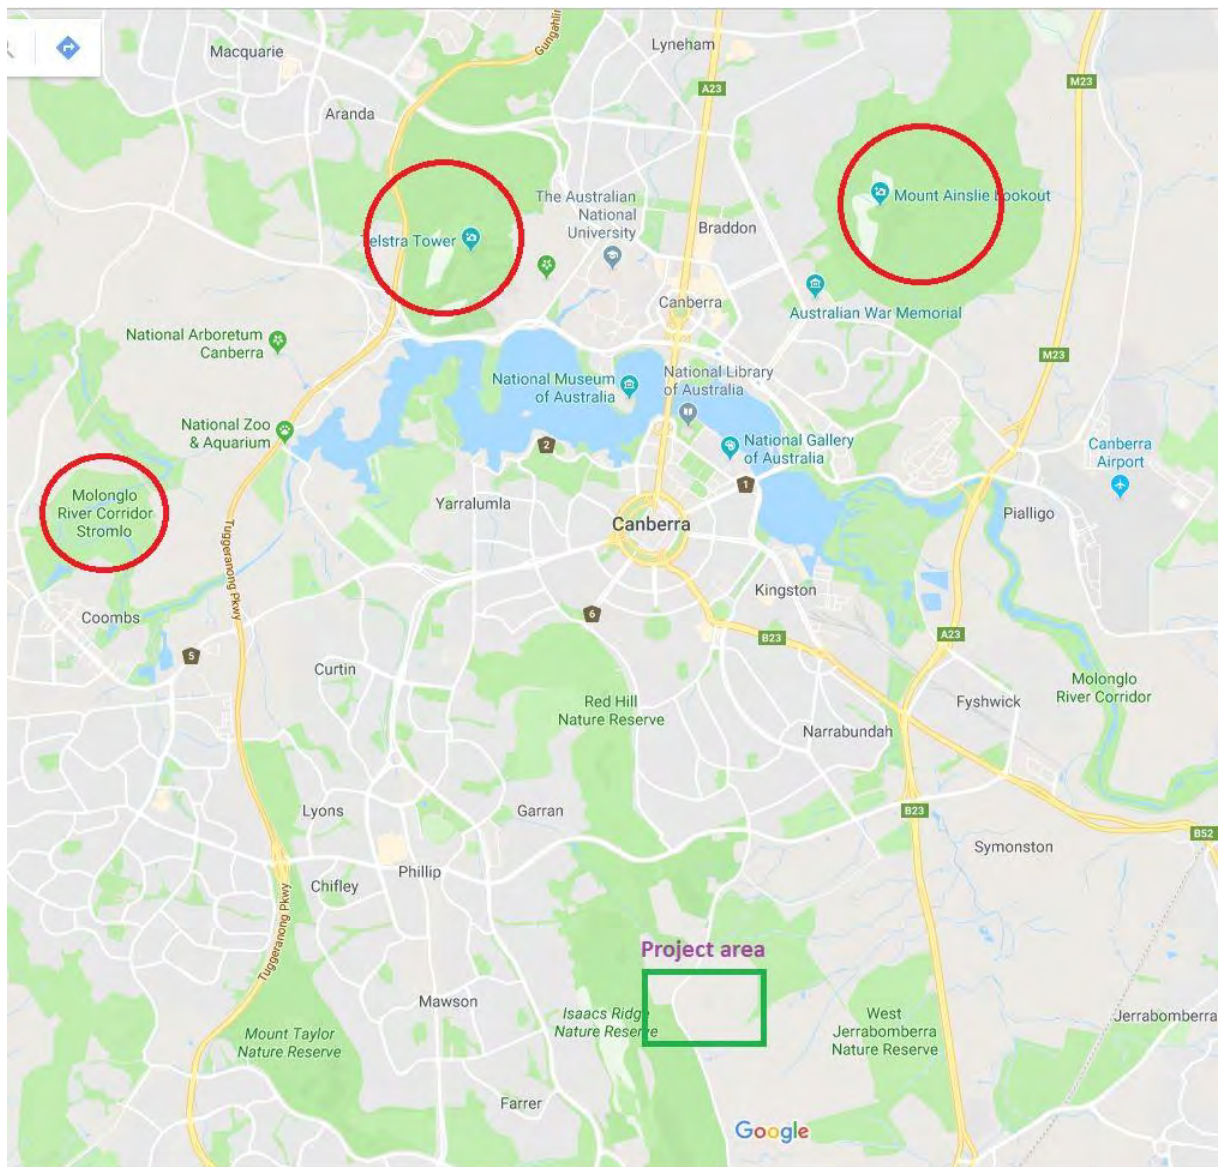 Macquarie
Gungahlin
Lyneham
A23
M23
Aranda
The Australian
National
University
Mount Ainslie Lookout
Telstra Tower
Braddon
Canberra
Australian War Memorial
National Arboretum
Canberra
M23
National Museum
of Australia
National Library
of Australia
National Zoo
& Aquarium
2
National Gallery
of Australia
Canberra
Airport
1
Molonglo
River Corridor
Stromlo
Yarralumla
Canberra
Pialligo
Tuggeranong Pkwy
Coombs
Kingston
6
B23
A23
5
Curtin
Molonglo
River Corridor
Red Hill
Nature Reserve
Fyshwick
Narrabundah
Lyons
Garran
B23
B52
Symonston
Phillip
Chifley
Tuggeranong Pkwy
Project area
Mawson
Isaacs Ridge
Nature Reserve
West
Jerrabomberra
Nature Reserve
Jerrabomberra
Mount Taylor
Nature Reserve
Farrer
Google